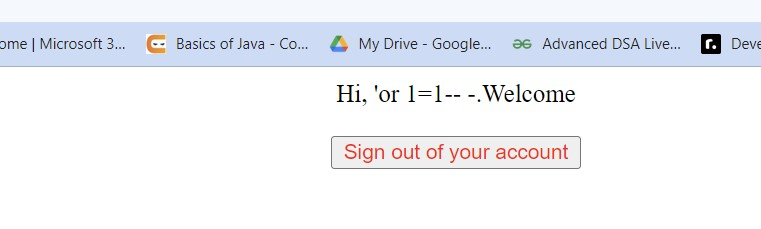 ome | Microsoft 3... Basics of Java - Co... My Drive - Google... Advanced DSA Live... r. Deve
Hi, 'or 1=1-- -.Welcome
Sign out of your account